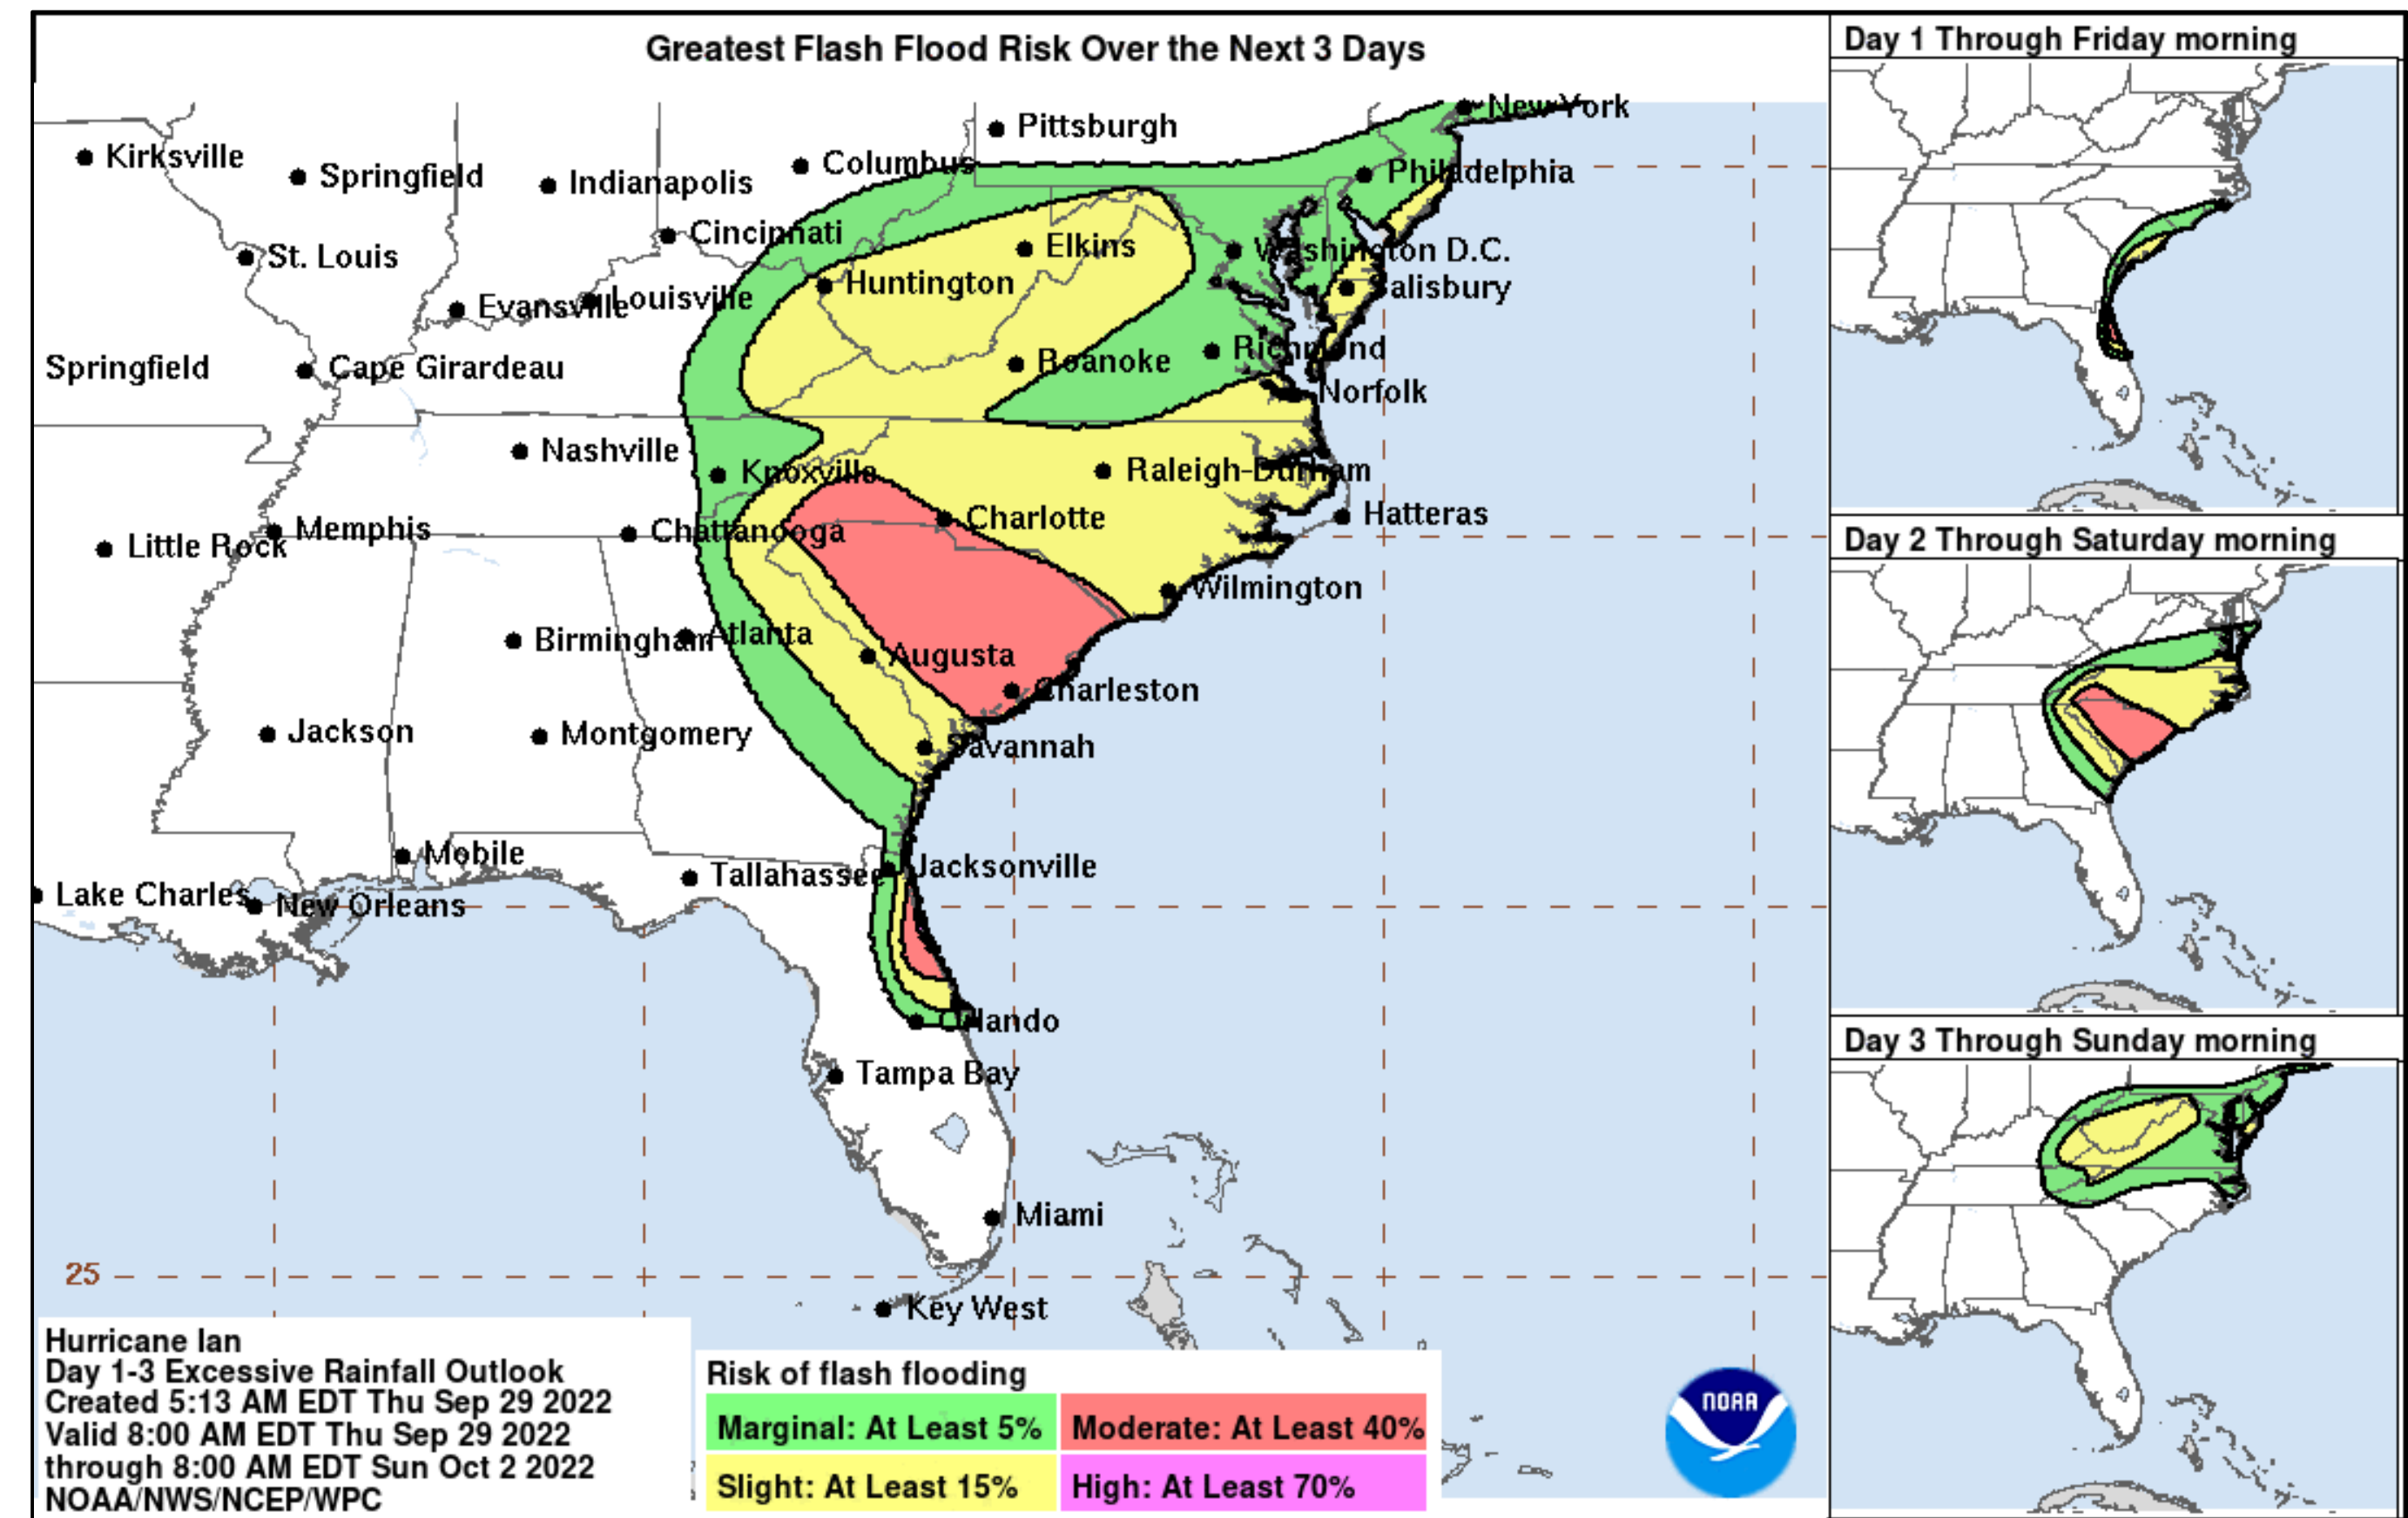 Greatest Flash Flood Risk Over the Next 3 Days
New York
Pittsburgh
Kirksville
Columbus
Philadelphia
Springfield
Indianapolis
Cincinnati
Elkins
Washington D.C.
St. Louis
Huntington
Salisbury
Louisville
Evansville
Richmond
Roanoke
Springfield
Cape Girardeau
Norfolk
Nashville
Knoxville
Raleigh-Durham
Hatteras
Charlotte
Memphis
Chattanooga
Little Rock
Wilmington
Atlanta
Birmingham
Augusta
Charleston
Jackson
Montgomery
Savannah
Mobile
Jacksonville
Tallahassee
Lake Charles
New Orleans
Orlando
Tampa Bay
Miami
25
Key West
Hurricane Ian
Day 1-3 Excessive Rainfall Outlook
Created 5:13 AM EDT Thu Sep 29 2022
Valid 8:00 AM EDT Thu Sep 29 2022
through 8:00 AM EDT Sun Oct 2 2022
NOAA/NWS/NCEP/WPC
Risk of flash flooding
Marginal: At Least 5%
Moderate: At Least 40%
Slight: At Least 15%
High: At Least 70%
NOAA
Day 1 Through Friday morning
Day 2 Through Saturday morning
Day 3 Through Sunday morning